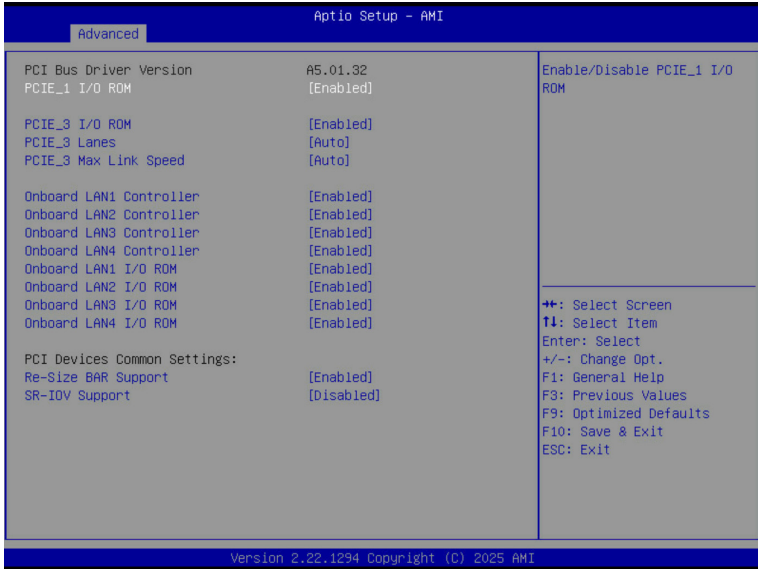 Aptio Setup - AMI
Advanced
PCI Bus Driver Version A5.01.32
PCIE_1 I/O ROM [Enabled]
PCIE_3 I/O ROM [Enabled]
PCIE_3 Lanes [Auto]
PCIE_3 Max Link Speed [Auto]
Onboard LAN1 Controller [Enabled]
Onboard LAN2 Controller [Enabled]
Onboard LAN3 Controller [Enabled]
Onboard LAN4 Controller [Enabled]
Onboard LAN1 I/O ROM [Enabled]
Onboard LAN2 I/O ROM [Enabled]
Onboard LAN3 I/O ROM [Enabled]
Onboard LAN4 I/O ROM [Enabled]
PCI Devices Common Settings:
Re-Size BAR Support [Enabled]
SR-IOV Support [Disabled]
Enable/Disable PCIE_1 I/O
ROM
→←: Select Screen
↑↓: Select Item
Enter: Select
+/-: Change Opt.
F1: General Help
F3: Previous Values
F9: Optimized Defaults
F10: Save & Exit
ESC: Exit
Version 2.22.1294 Copyright (C) 2025 AMI